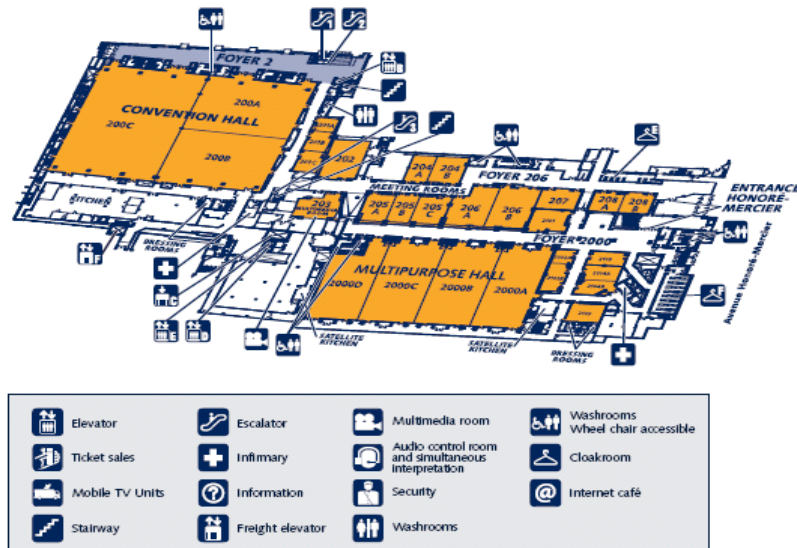 1
2
FOYER 2
B
CONVENTION HALL
200A
200C
200B
3
202
204
A
204
B
E
FOYER 206
MEETING ROOMS
KITCHEN
203
205
A
205
B
205
C
206
A
206
B
207
208
A
208
B
ENTRANCE
HONORÉ-
MERCIER
FOYER 2000
DRESSING
ROOMS
F
MULTIPURPOSE HALL
2000D
2000C
2000B
2000A
C
E
D
F
Avenue Honoré-Mercier
SATELLITE
KITCHEN
SATELLITE
KITCHEN
DRESSING
ROOMS
Elevator
Escalator
Multimedia room
Washrooms
Wheel chair accessible
Ticket sales
Infirmary
Audio control room
and simultaneous
interpretation
Cloakroom
Mobile TV Units
Information
Security
Internet café
Stairway
Freight elevator
Washrooms